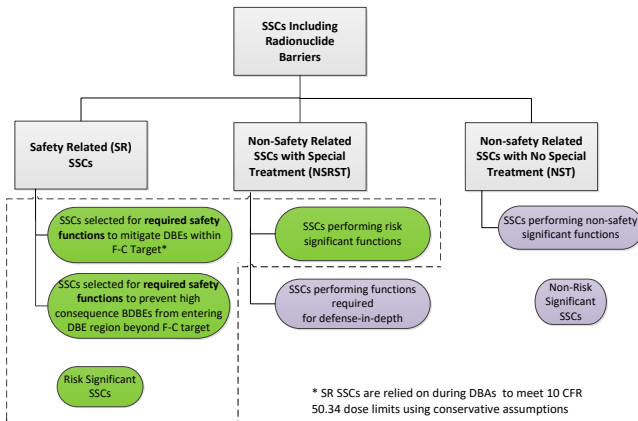 SSCs Including
Radionuclide
Barriers
Safety Related (SR)
SSCs
Non-Safety Related
SSCs with Special
Treatment (NSRST)
Non-safety Related
SSCs with No Special
Treatment (NST)
SSCs selected for required safety
functions to mitigate DBEs within
F-C Target*
SSCs performing risk
significant functions
SSCs performing non-safety
significant functions
SSCs selected for required safety
functions to prevent high
consequence BDBEs from entering
DBE region beyond F-C target
SSCs performing functions
required
for defense-in-depth
Non-Risk
Significant
SSCs
Risk Significant
SSCs
* SR SSCs are relied on during DBAs to meet 10 CFR
50.34 dose limits using conservative assumptions